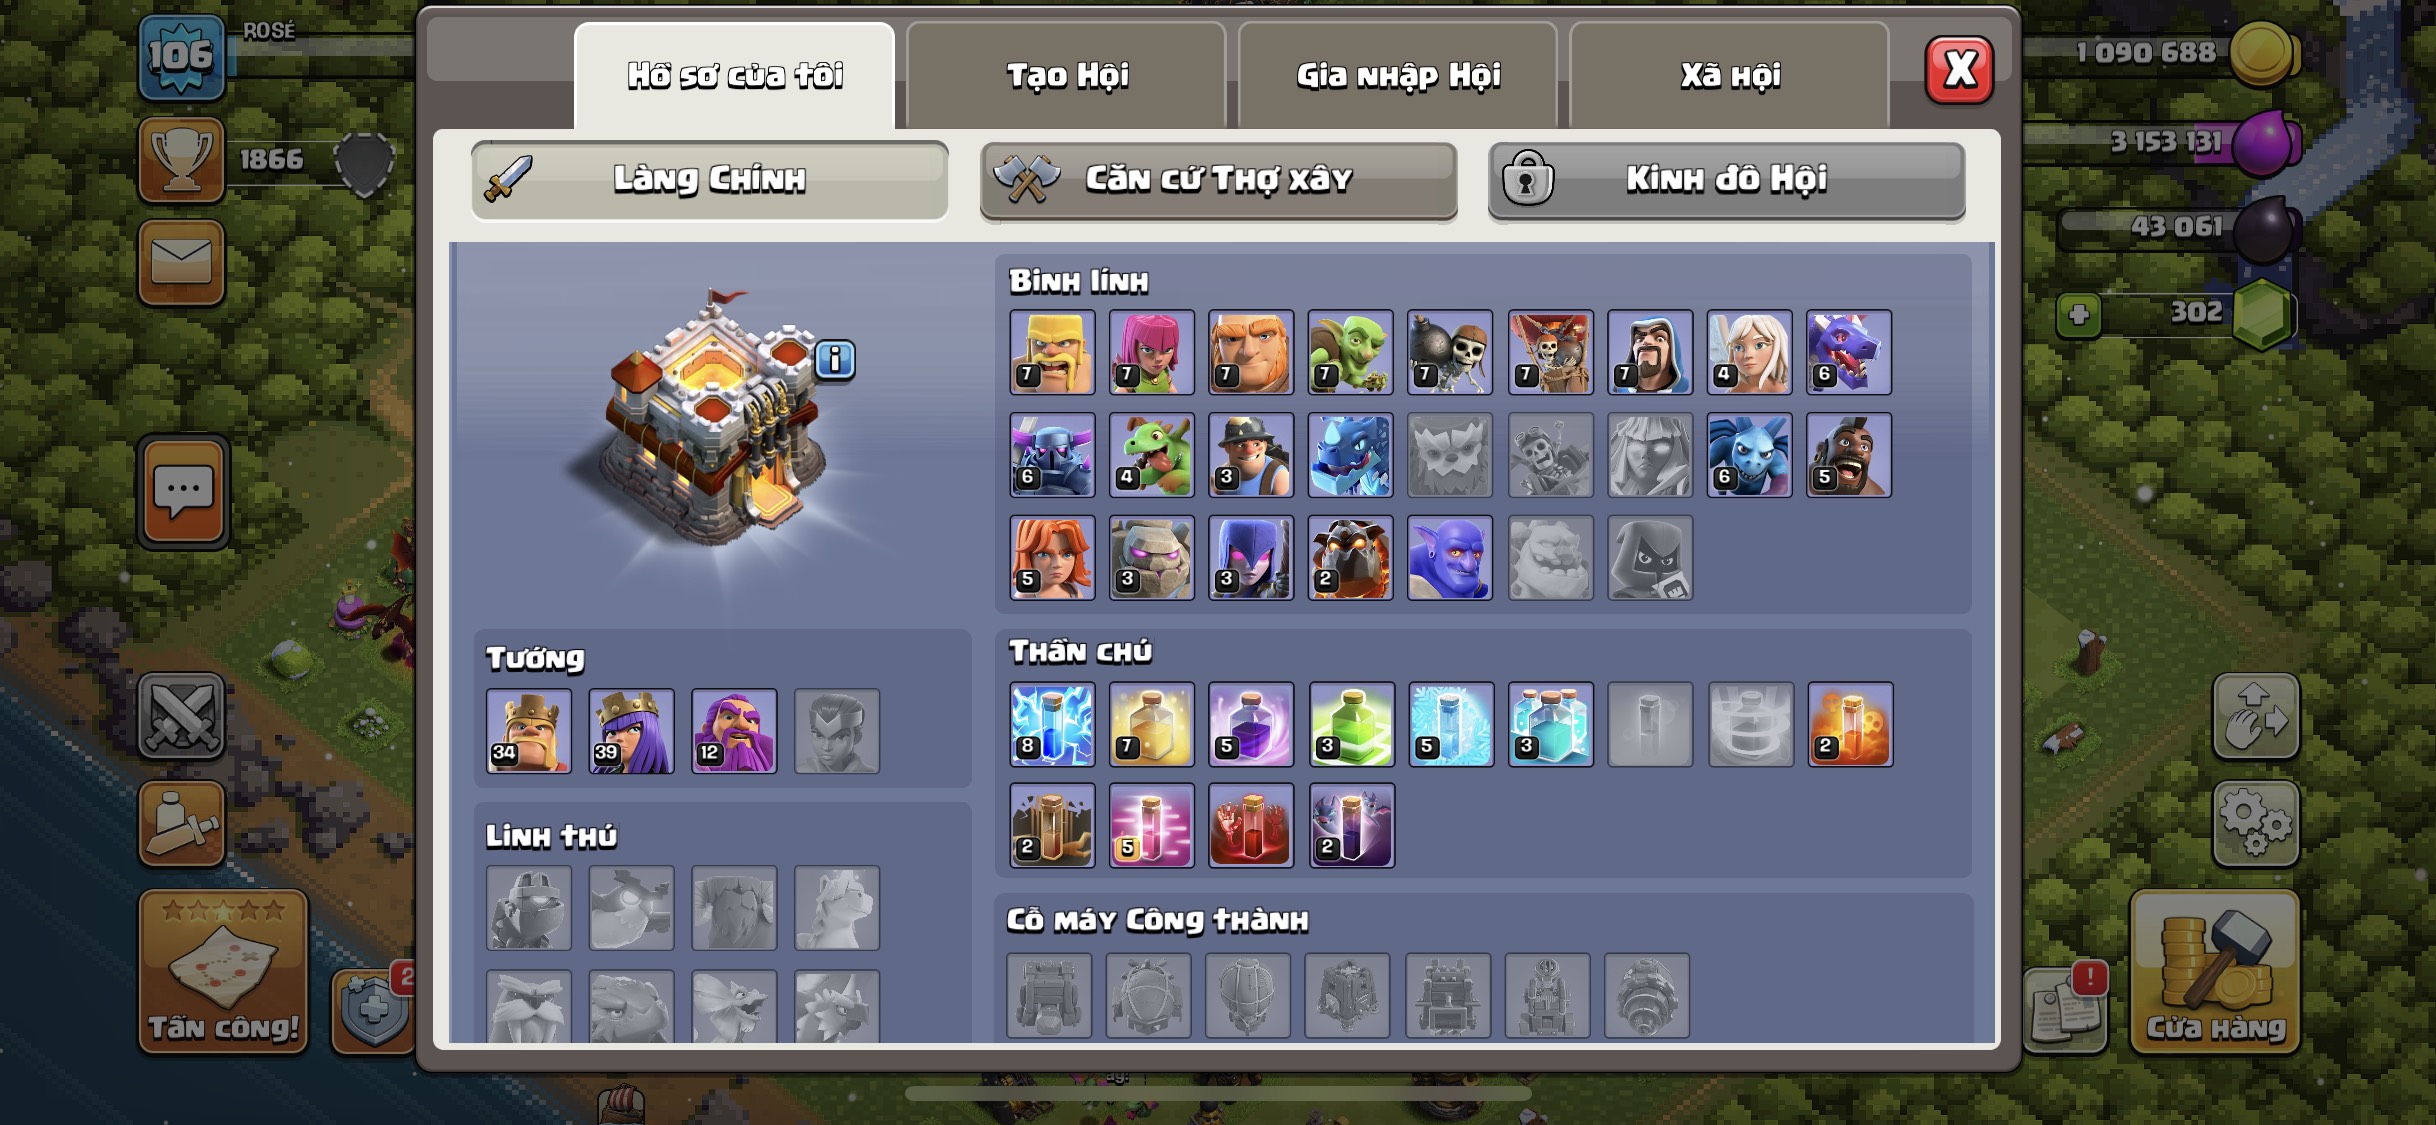 106
ROSÉ
1866
Hồ sơ của tôi
Tạo Hội
Gia nhập Hội
Xã hội
X
1 090 688
3 153 131
43 061
302
Làng Chính
Căn cứ Thợ xây
Kinh đô Hội
i
Binh lính
7 7 7 7 7 7 7 4 6
6 4 3 6 5
5 3 3 2
Tướng
34 39 12
Linh thú
Thần chú
8 7 5 3 5 3 2
2 5 2
Cỗ máy Công thành
Tấn công!
2
!
Cửa hàng